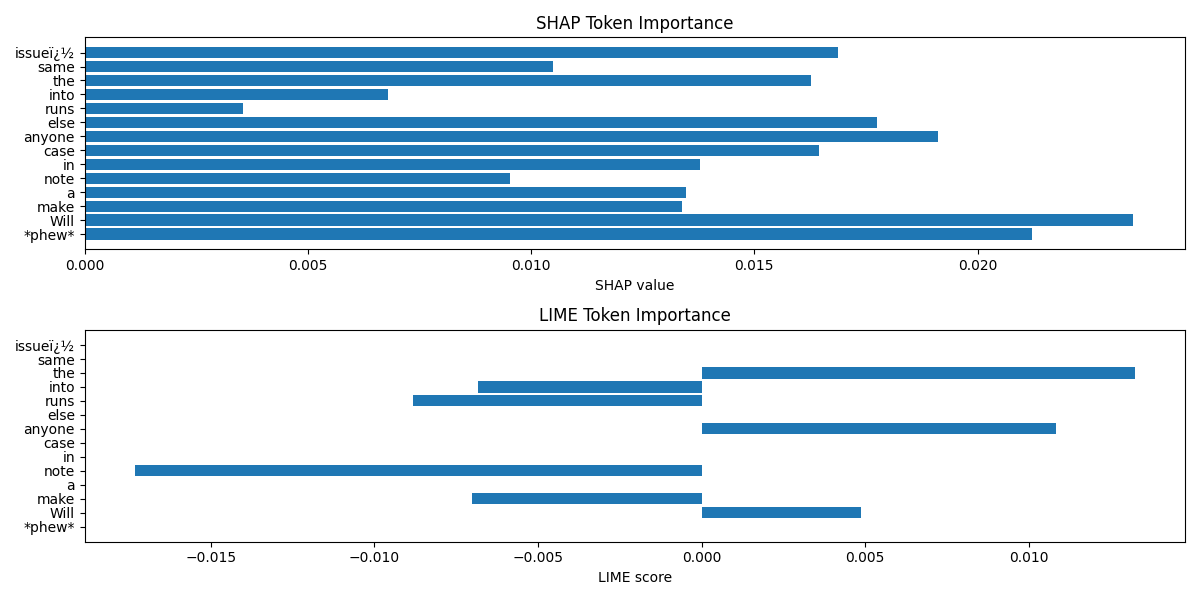 SHAP Token Importance
issueï¿½
same
the
into
runs
else
anyone
case
in
note
a
make
Will
*phew*
0.000 0.005 0.010 0.015 0.020
SHAP value
LIME Token Importance
issueï¿½
same
the
into
runs
else
anyone
case
in
note
a
make
Will
*phew*
−0.015 −0.010 −0.005 0.000 0.005 0.010
LIME score